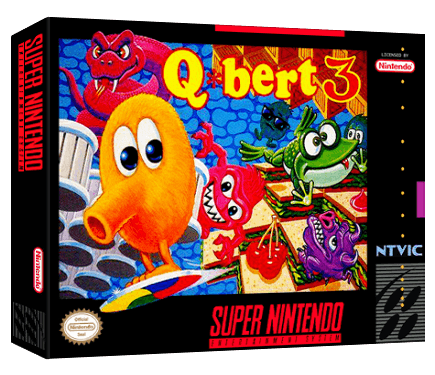 SUPER NINTENDO
Nintendo
Q*bert 3
LICENSED BY
Nintendo
NTVIC
Official
Nintendo
Seal
SUPER NINTENDO
ENTERTAINMENT SYSTEM